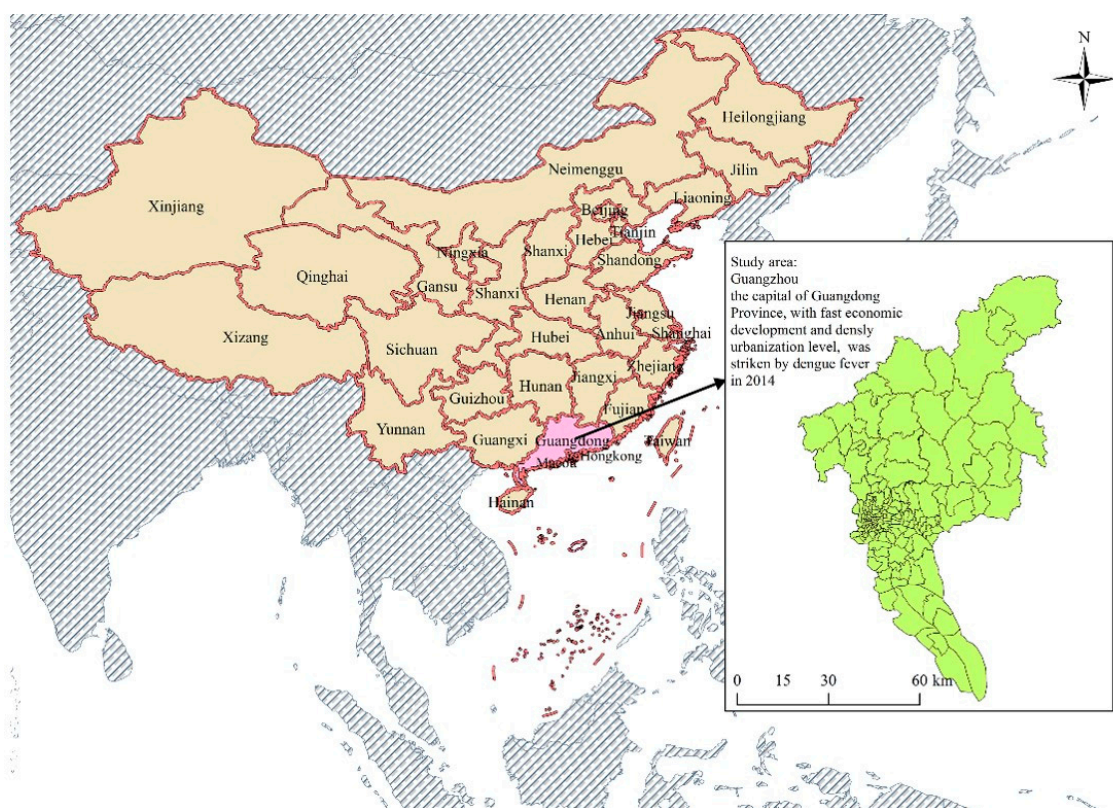 N
Heilongjiang
Jilin
Neimenggu
Liaoning
Beijing
Tianjin
Xinjiang
Hebei
Ningxia
Shanxi
Shandong
Qinghai
Gansu
Shanxi
Henan
Jiangsu
Xizang
Hubei
Anhui
Shanghai
Sichuan
Zhejiang
Hunan
Jiangxi
Guizhou
Fujian
Yunnan
Guangxi
Guangdong
Taiwan
Hongkong
Macoa
Hainan
Study area:
Guangzhou
the capital of Guangdong
Province, with fast economic
development and densly
urbanization level, was
striken by dengue fever
in 2014
0 15 30 60 km